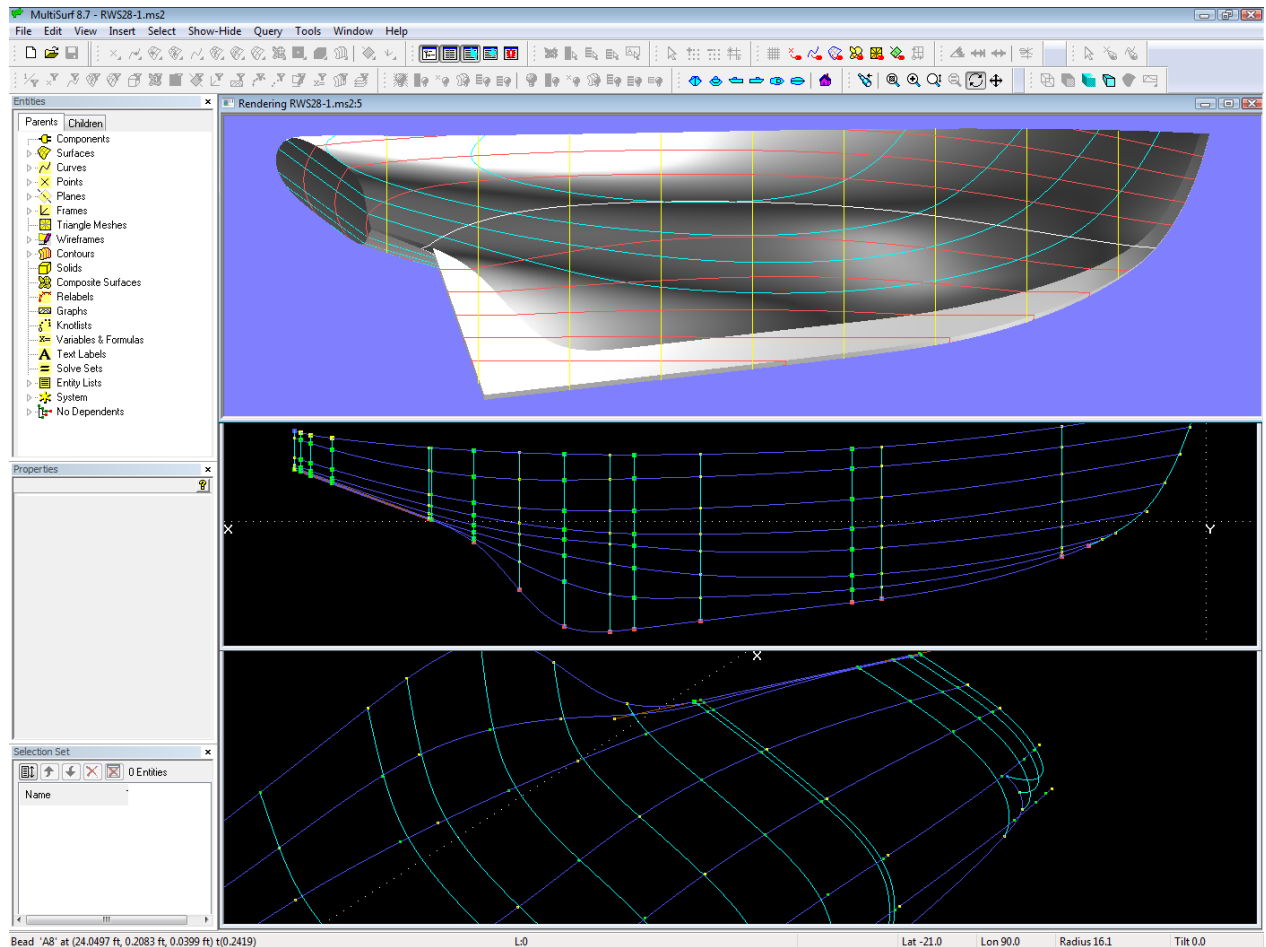 MultiSurf 8.7 - RWS28-1.ms2
File Edit View Insert Select Show-Hide Query Tools Window Help
Entities
Parents Children
Components
Surfaces
Curves
Points
Planes
Frames
Triangle Meshes
Wireframes
Contours
Solids
Composite Surfaces
Relabels
Graphs
Knotlists
X= Variables & Formulas
A Text Labels
Solve Sets
Entity Lists
System
No Dependents
Rendering RWS28-1.ms2:5
X
Y
X
Properties
Selection Set
0 Entities
Name
Bead 'A8' at (24.0497 ft, 0.2083 ft, 0.0399 ft) t(0.2419)
L:0
Lat -21.0
Lon 90.0
Radius 16.1
Tilt 0.0